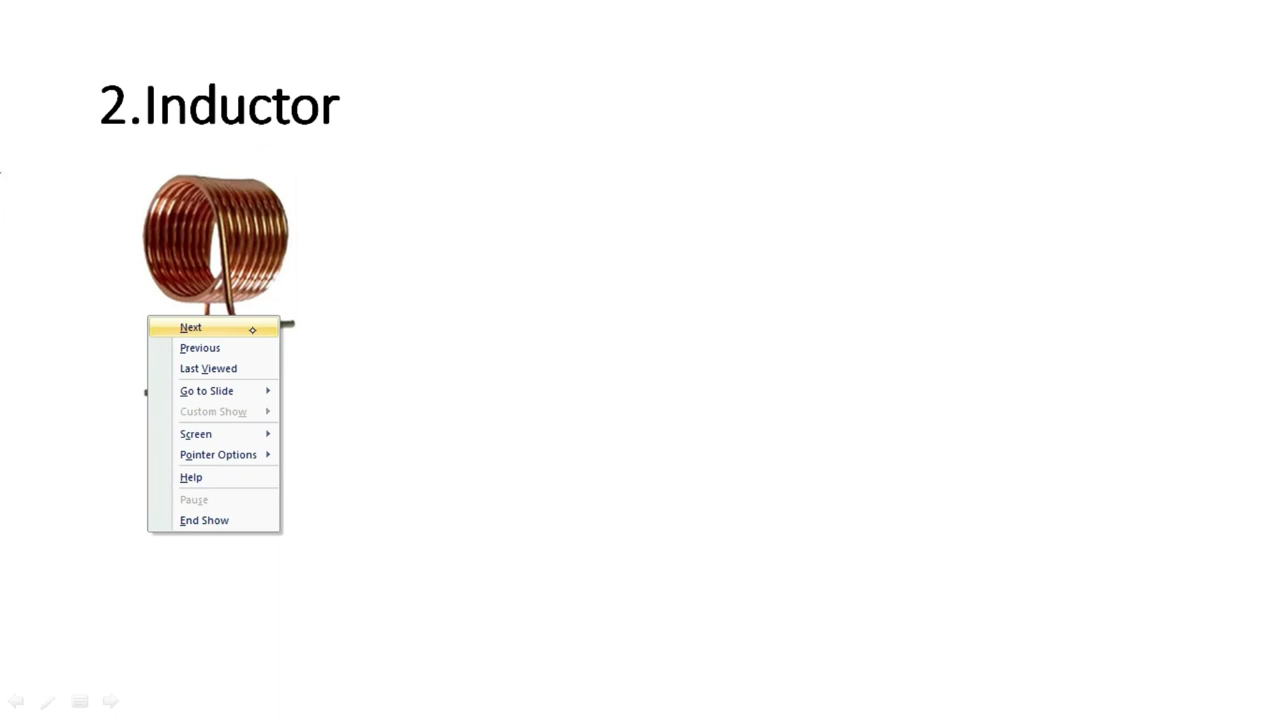 2.Inductor
Next
Previous
Last Viewed
Go to Slide
Custom Show
Screen
Pointer Options
Help
Pause
End Show